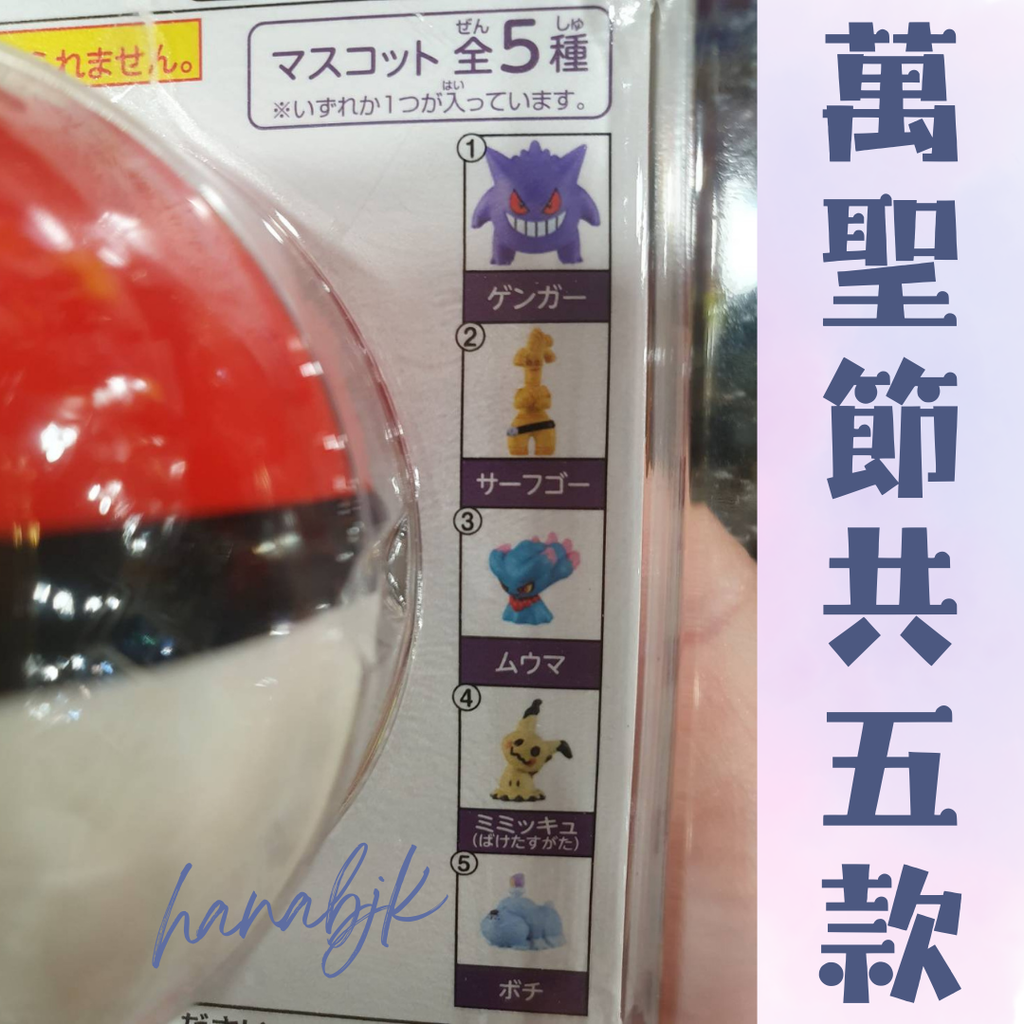 られません。
マスコット 全5種
ぜん しゅ
※いずれか1つが入っています。
はい
①
ゲンガー
②
サーフゴー
③
ムウマ
④
ミミッキュ
(ばけたすがた)
⑤
ボチ
hanabjk
萬聖節共五款